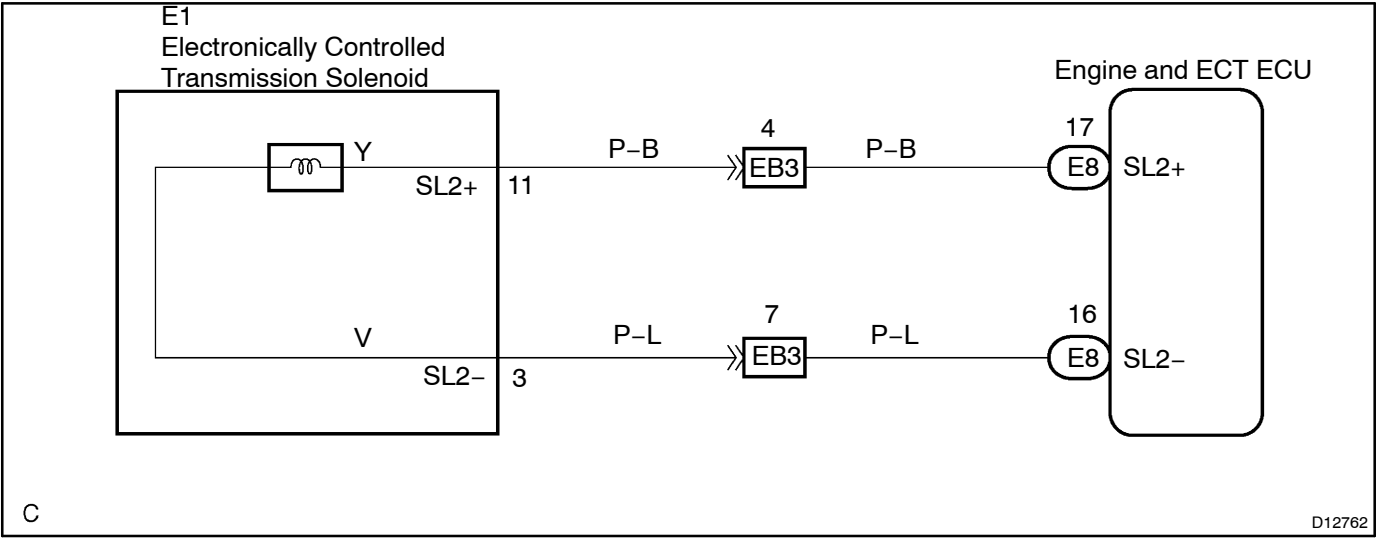 E1
Electronically Controlled
Transmission Solenoid
Engine and ECT ECU
Y
P−B
4
EB3
P−B
17
E8
SL2+
SL2+
11
V
P−L
7
EB3
P−L
16
E8
SL2−
SL2−
3
C
D12762